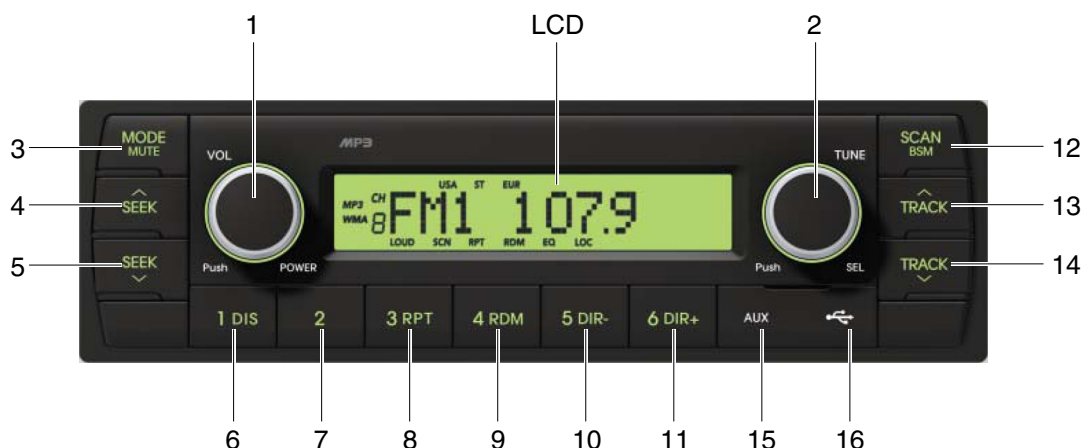 1 LCD 2
3 MODE MUTE
VOL
MP3
TUNE
SCAN BSM 12
4 SEEK
USA ST EUR
MP3 WMA CH 8 FM1 107.9
LOUD SCN RPT RDM EQ LOC
TRACK 13
5 SEEK
Push POWER
Push SEL
TRACK 14
1 DIS 2 3 RPT 4 RDM 5 DIR- 6 DIR+ AUX
6 7 8 9 10 11 15 16